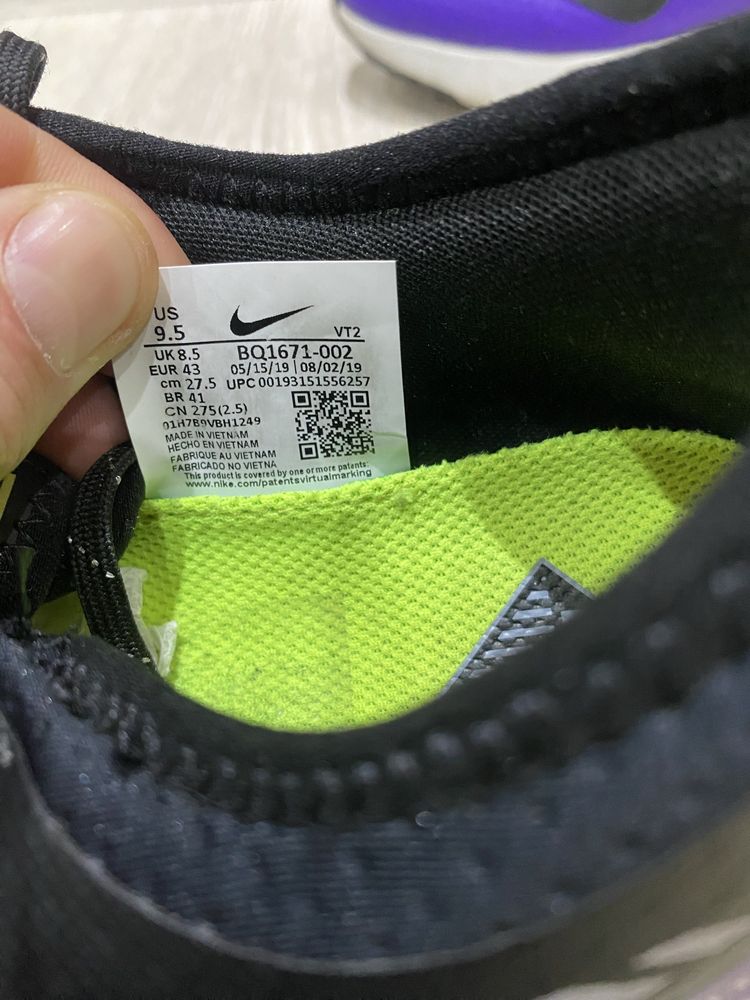 US
9.5
VT2
UK 8.5 BQ1671-002
EUR 43 05/15/19 08/02/19
cm 27.5 UPC 00193151556257
BR 41
CN 275(2.5)
01H7B9VBH1249
MADE IN VIETNAM
HECHO EN VIETNAM
FABRIQUE AU VIETNAM
FABRICADO NO VIETNA
This product is covered by one or more patents:
www.nike.com/patentsvirtualmarking